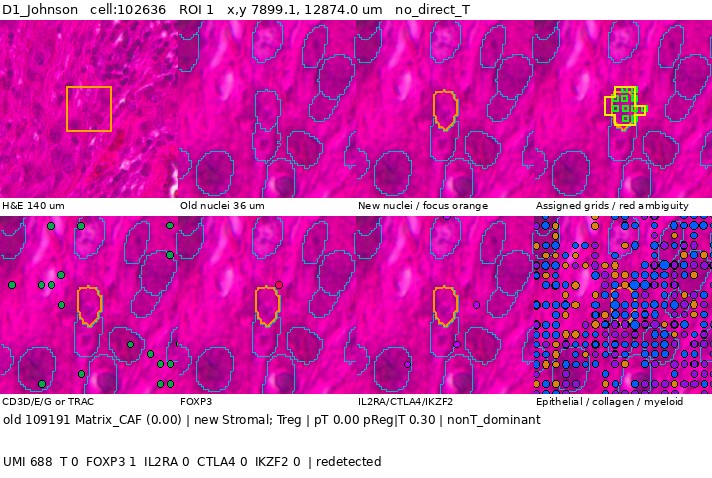 D1_Johnson   cell:102636   ROI 1   x,y 7899.1, 12874.0 um   no_direct_T
H&E 140 um
Old nuclei 36 um
New nuclei / focus orange
Assigned grids / red ambiguity
CD3D/E/G or TRAC
FOXP3
IL2RA/CTLA4/IKZF2
Epithelial / collagen / myeloid
old 109191 Matrix_CAF (0.00) | new Stromal; Treg | pT 0.00 pReg|T 0.30 | nonT_dominant
UMI 688  T 0  FOXP3 1  IL2RA 0  CTLA4 0  IKZF2 0  | redetected